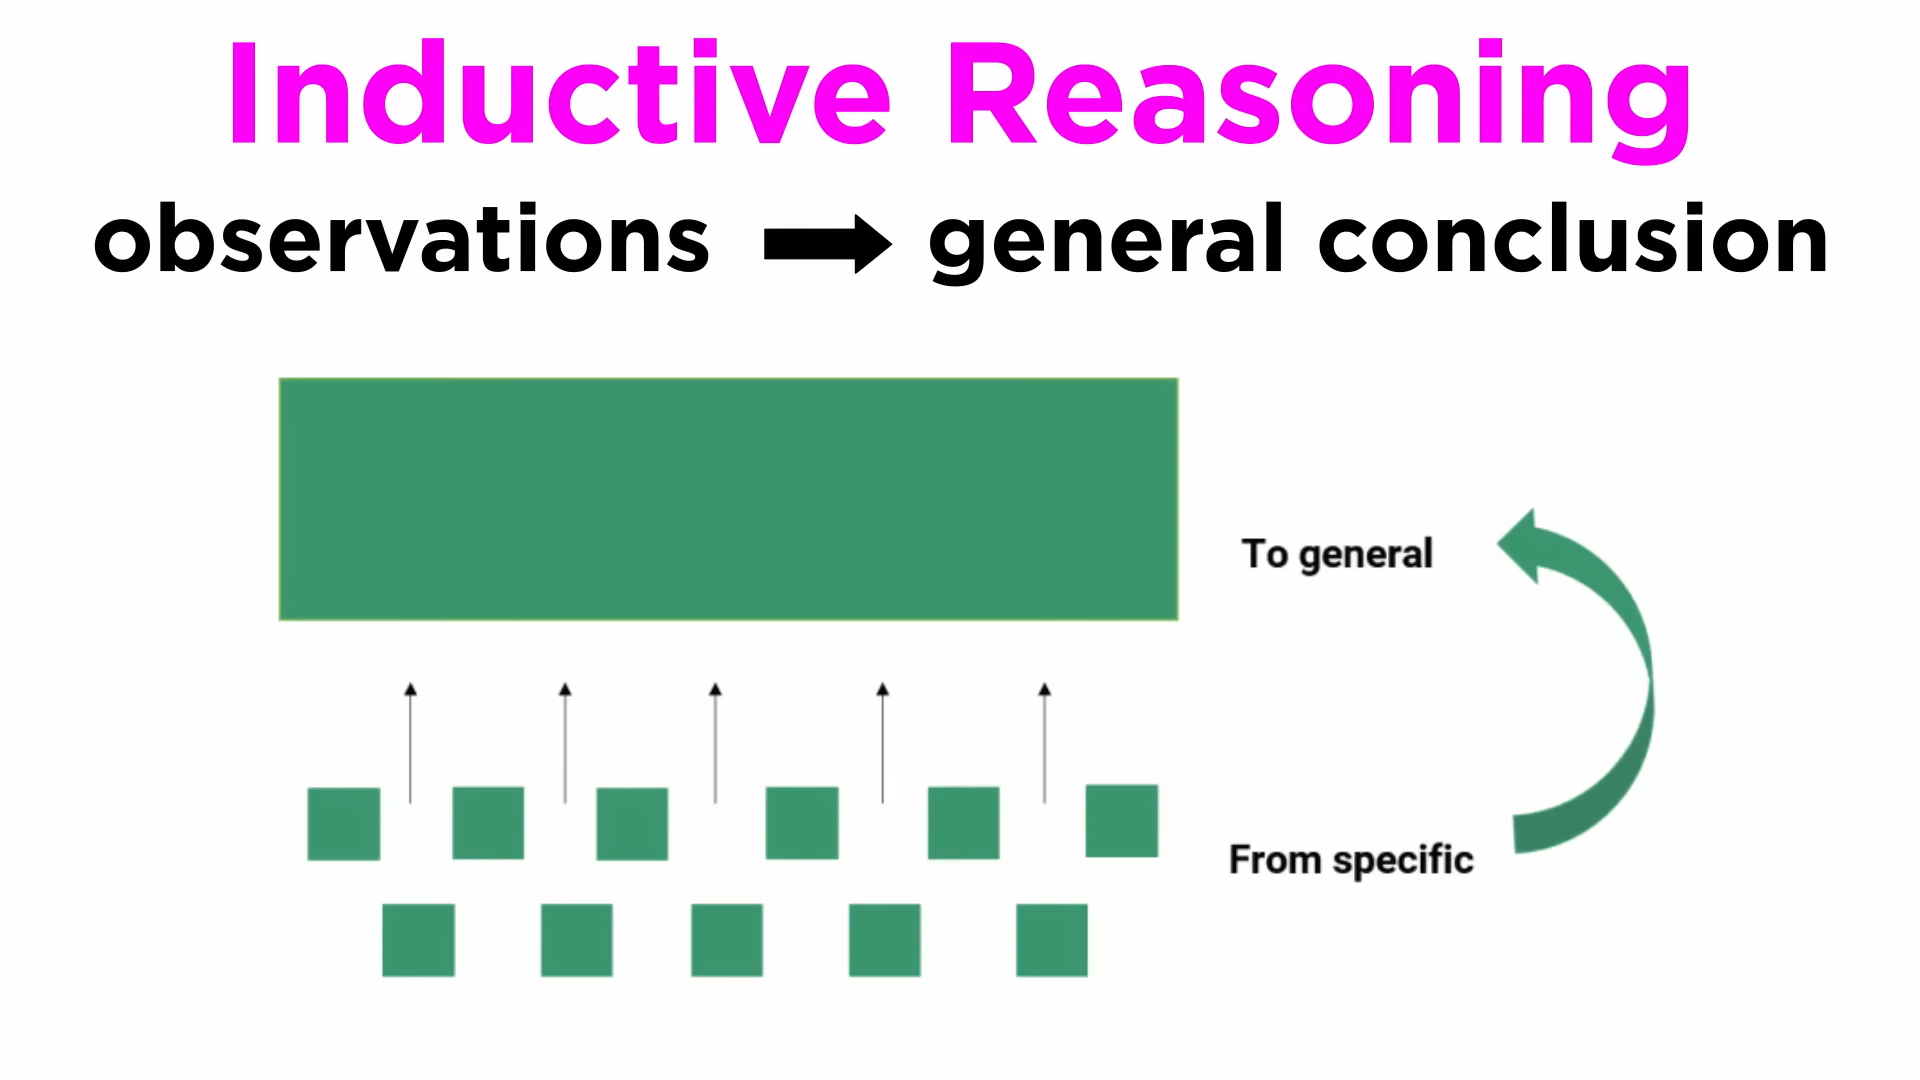 Inductive Reasoning
observations general conclusion
To general
From specific